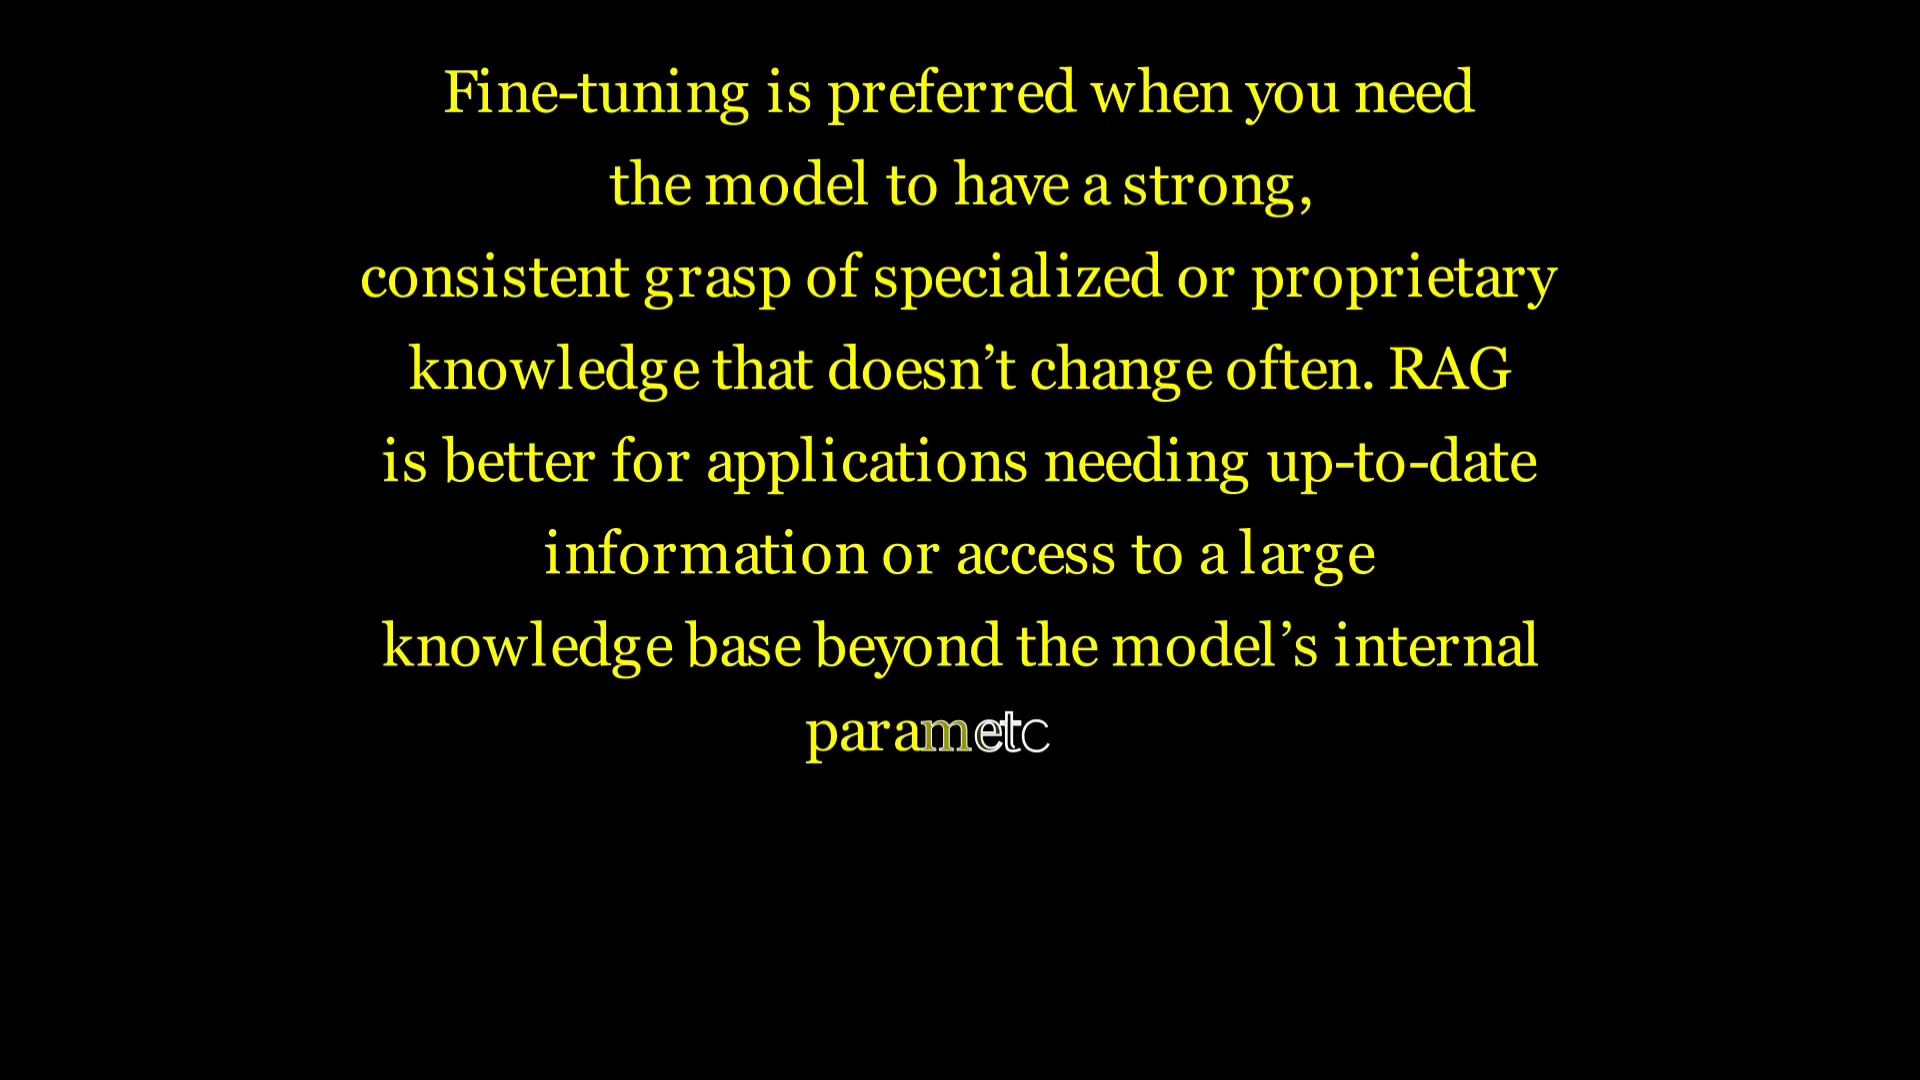 Fine-tuning is preferred when you need
the model to have a strong,
consistent grasp of specialized or proprietary
knowledge that doesn’t change often. RAG
is better for applications needing up-to-date
information or access to a large
knowledge base beyond the model’s internal
paramet